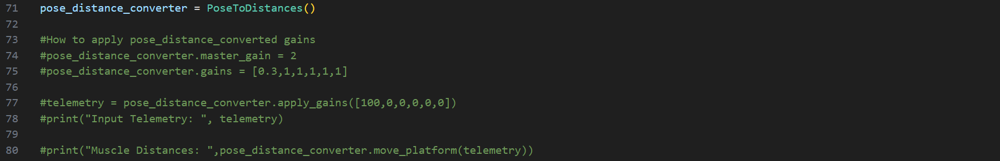 71 pose_distance_converter = PoseToDistances()
72
73 #How to apply pose_distance_converted gains
74 #pose_distance_converter.master_gain = 2
75 #pose_distance_converter.gains = [0.3,1,1,1,1,1]
76
77 #telemetry = pose_distance_converter.apply_gains([100,0,0,0,0,0])
78 #print("Input Telemetry: ", telemetry)
79
80 #print("Muscle Distances: ",pose_distance_converter.move_platform(telemetry))